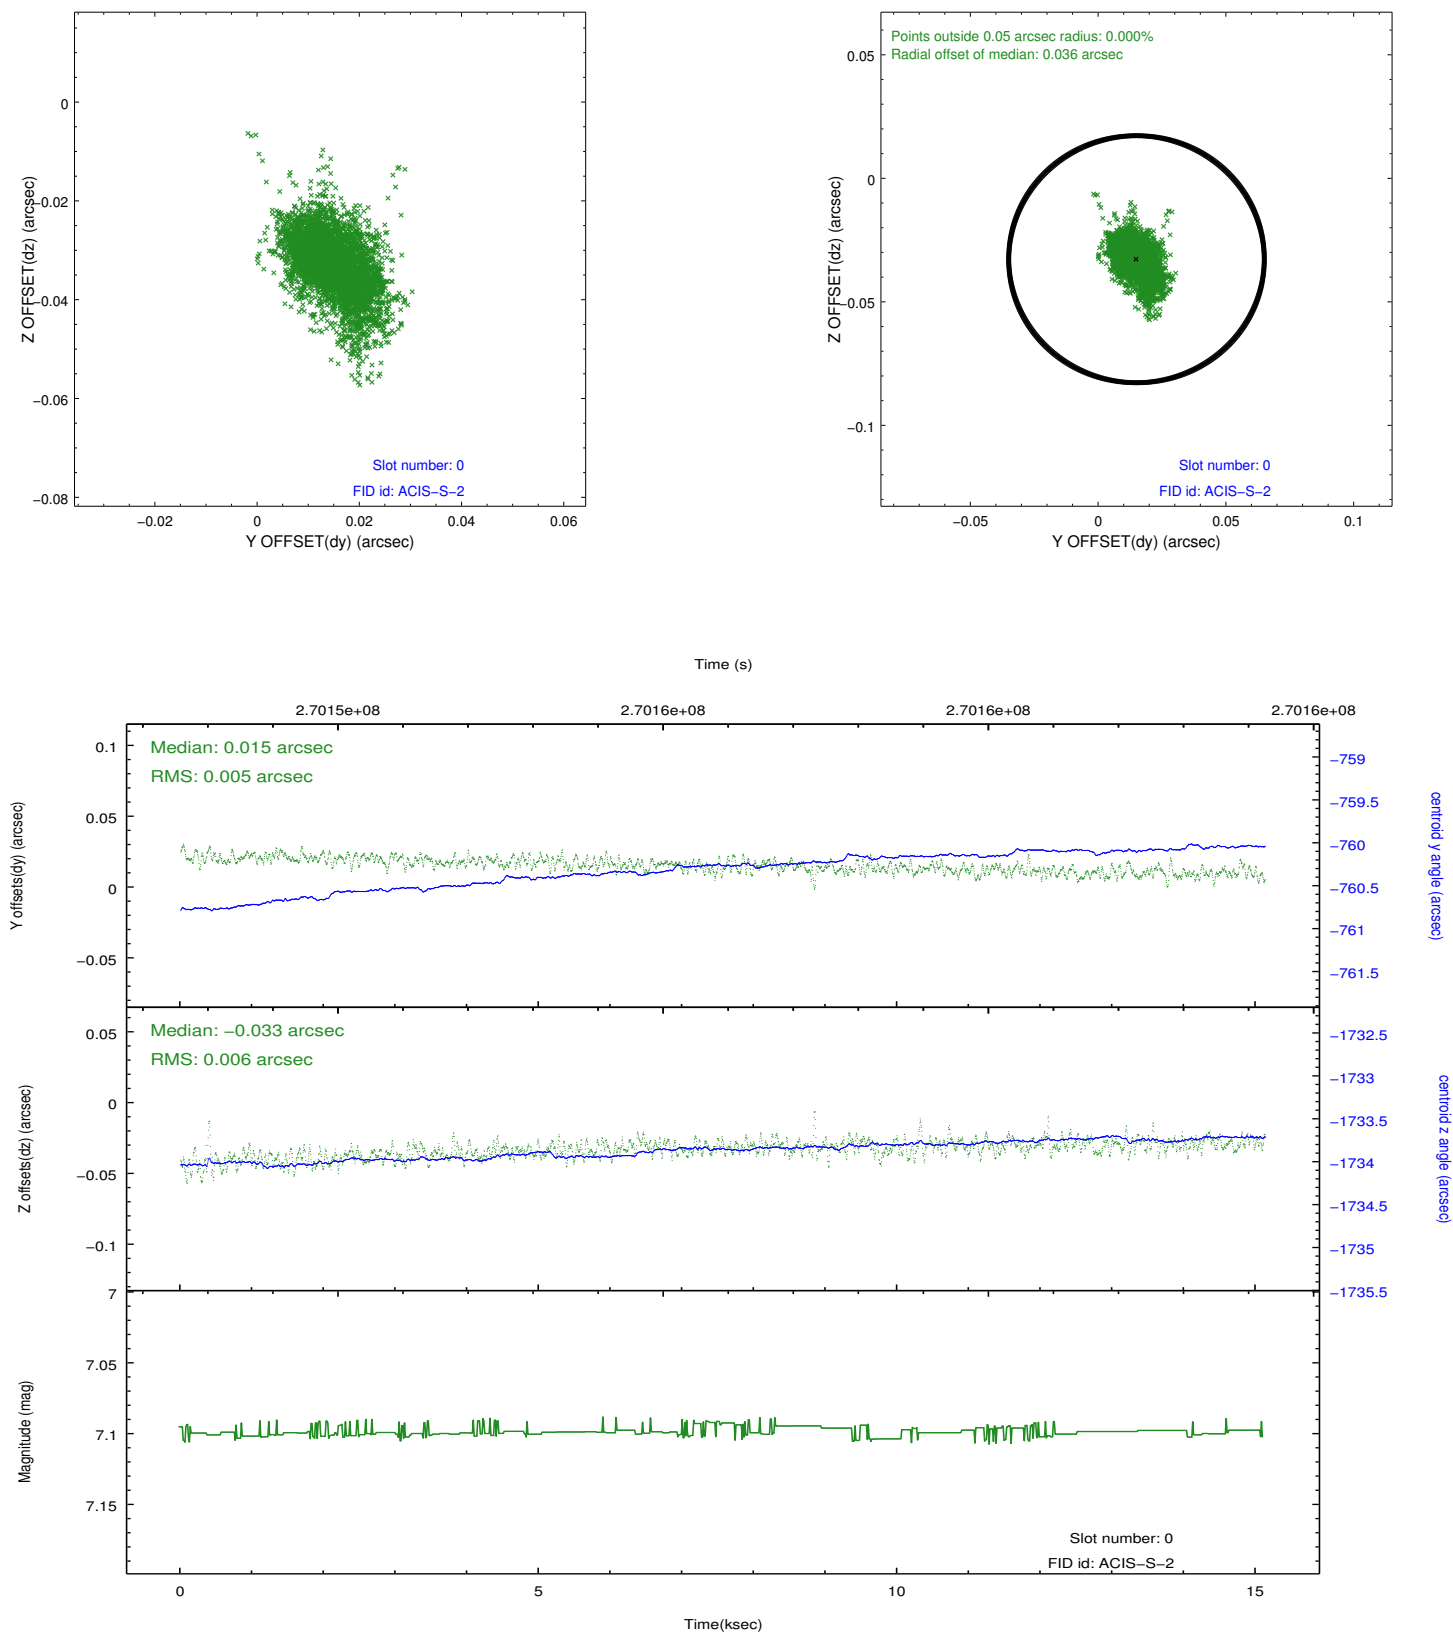 0
−0.02
−0.04
−0.06
−0.08
Z OFFSET(dz) (arcsec)
Slot number: 0
FID id: ACIS−S−2
−0.02
0
0.02
0.04
0.06
Y OFFSET(dy) (arcsec)
Points outside 0.05 arcsec radius: 0.000%
Radial offset of median: 0.036 arcsec
0.05
0
−0.05
−0.1
Z OFFSET(dz) (arcsec)
Slot number: 0
FID id: ACIS−S−2
−0.05
0
0.05
0.1
Y OFFSET(dy) (arcsec)
Time (s)
2.7015e+08
2.7016e+08
2.7016e+08
2.7016e+08
Median: 0.015 arcsec
RMS: 0.005 arcsec
0.1
0.05
0
−0.05
Y offsets(dy) (arcsec)
−759
−759.5
−760
−760.5
−761
−761.5
centroid y angle (arcsec)
Median: −0.033 arcsec
RMS: 0.006 arcsec
0.05
0
−0.05
−0.1
Z offsets(dz) (arcsec)
−1732.5
−1733
−1733.5
−1734
−1734.5
−1735
−1735.5
centroid z angle (arcsec)
7
7.05
7.1
7.15
Magnitude (mag)
Slot number: 0
FID id: ACIS−S−2
0
5
10
15
Time(ksec)